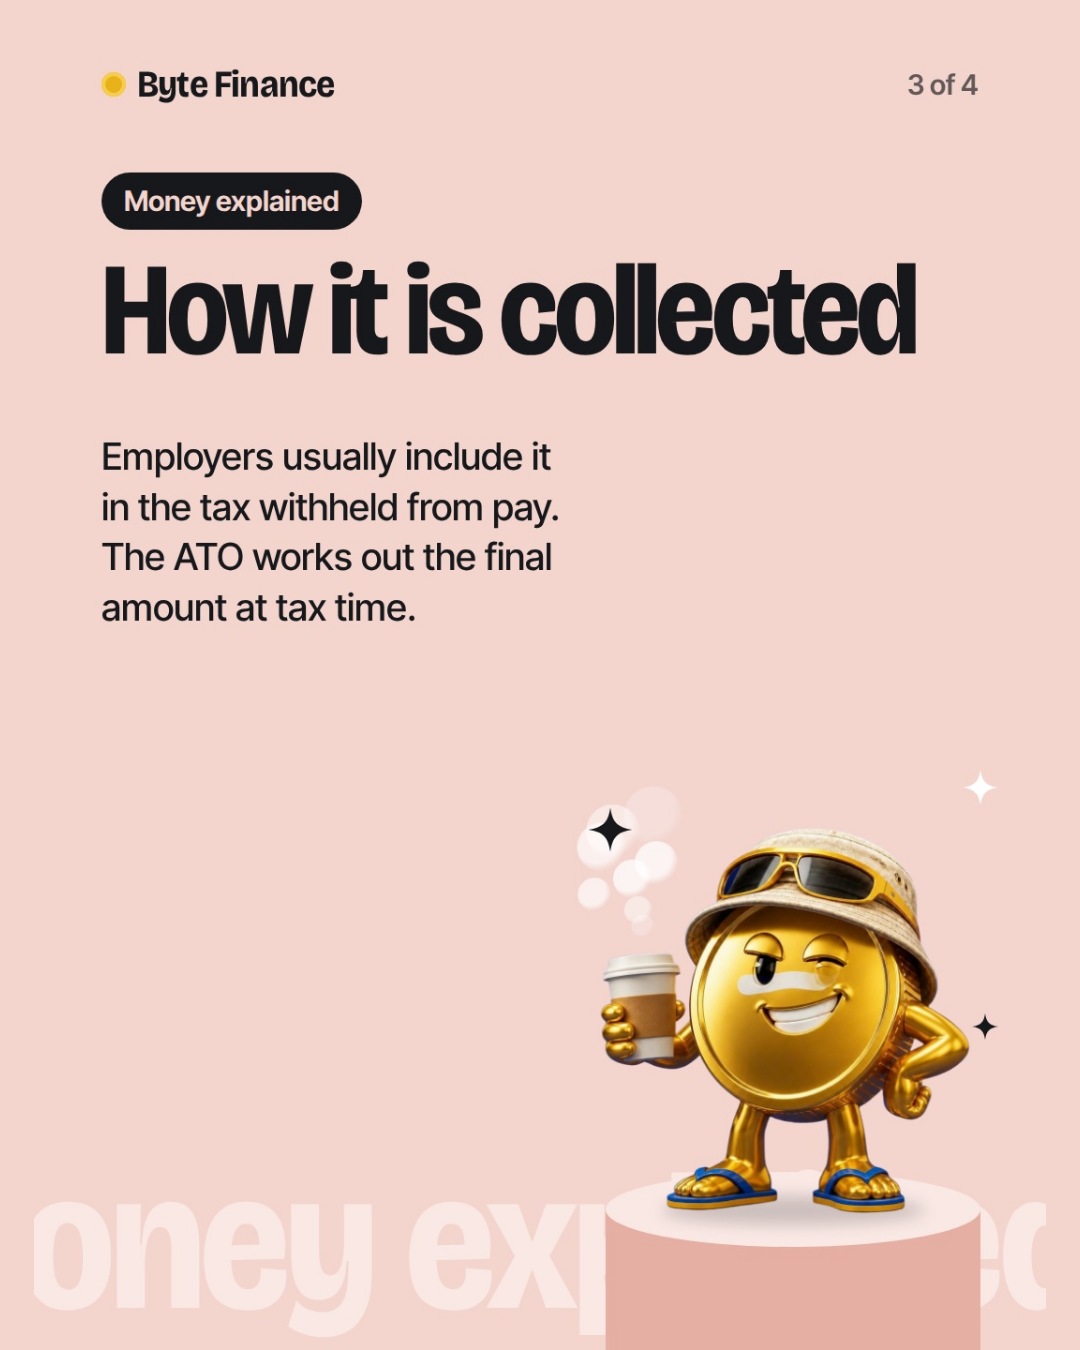 Byte Finance
3 of 4
Money explained
How it is collected
Employers usually include it
in the tax withheld from pay.
The ATO works out the final
amount at tax time.